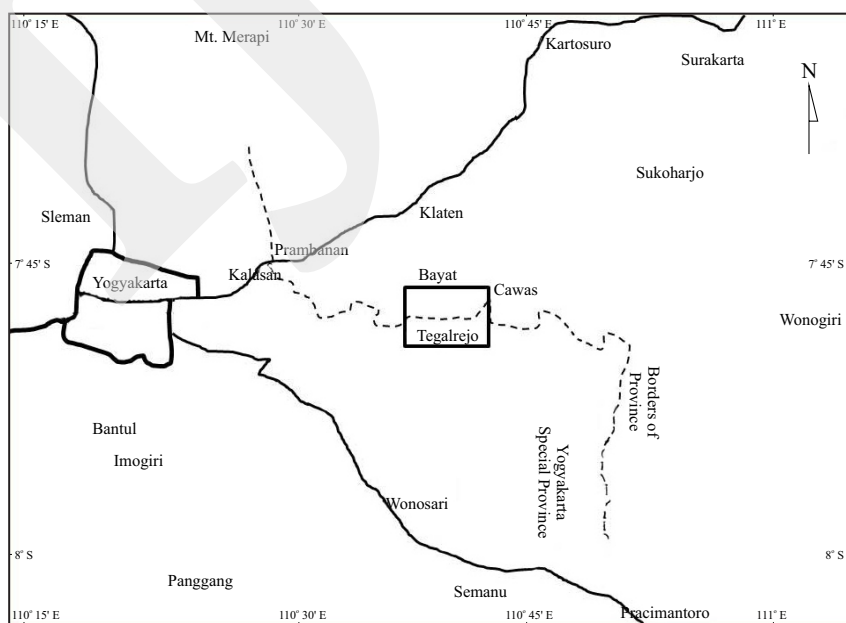 110° 15' E
110° 30' E
110° 45' E
111° E
Mt. Merapi
Kartosuro
Surakarta
N
Sukoharjo
Sleman
Klaten
Prambanan
7° 45' S
7° 45' S
Kalasan
Bayat
Yogyakarta
Cawas
Wonogiri
Tegalrejo
Borders of
Province
Bantul
Imogiri
Yogyakarta
Special Province
Wonosari
8° S
8° S
Panggang
Semanu
Pracimantoro
110° 15' E
110° 30' E
110° 45' E
111° E